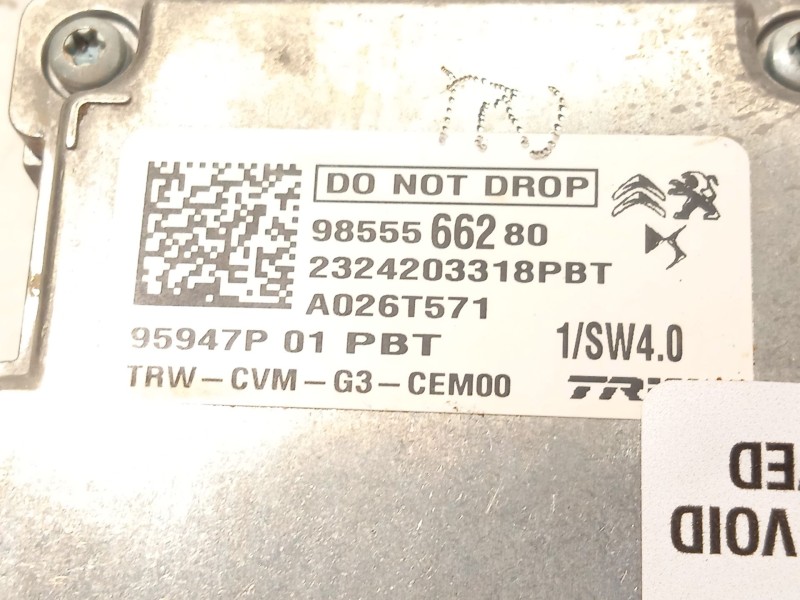 DO NOT DROP
98555 662 80
2324203318PBT
A026T571
95947P 01 PBT 1/SW4.0
TRW-CVM-G3-CEM00
VOID